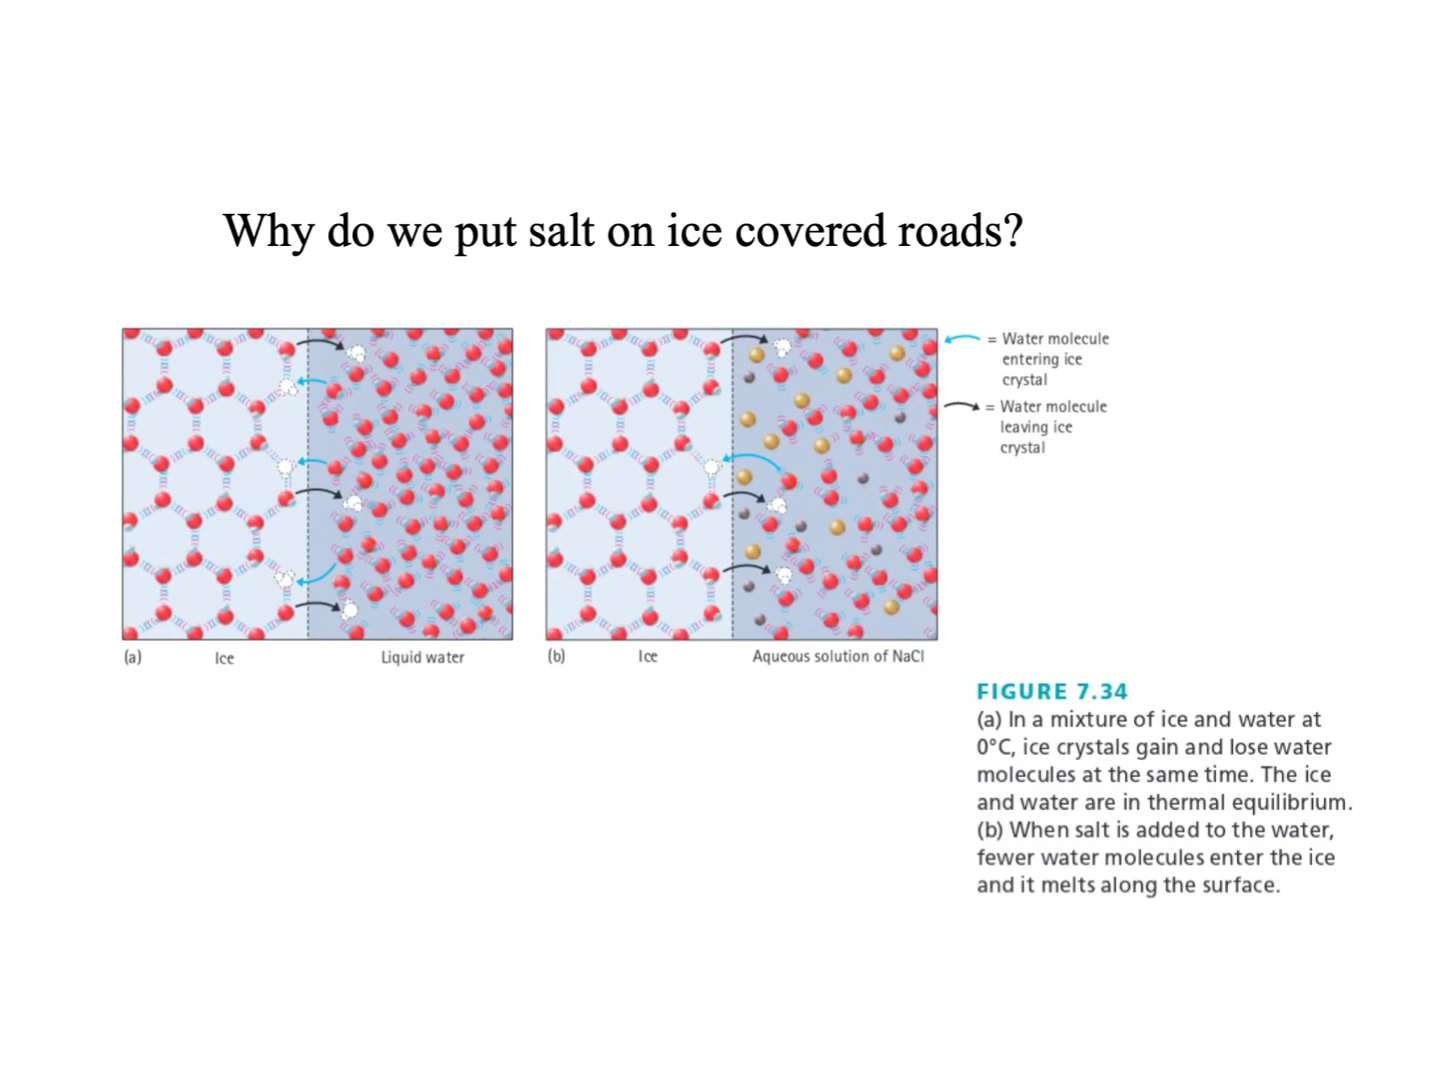 Why do we put salt on ice covered roads?
= Water molecule
entering ice
crystal
= Water molecule
leaving ice
crystal
(a) Ice Liquid water
(b) Ice Aqueous solution of NaCl
FIGURE 7.34
(a) In a mixture of ice and water at
0°C, ice crystals gain and lose water
molecules at the same time. The ice
and water are in thermal equilibrium.
(b) When salt is added to the water,
fewer water molecules enter the ice
and it melts along the surface.